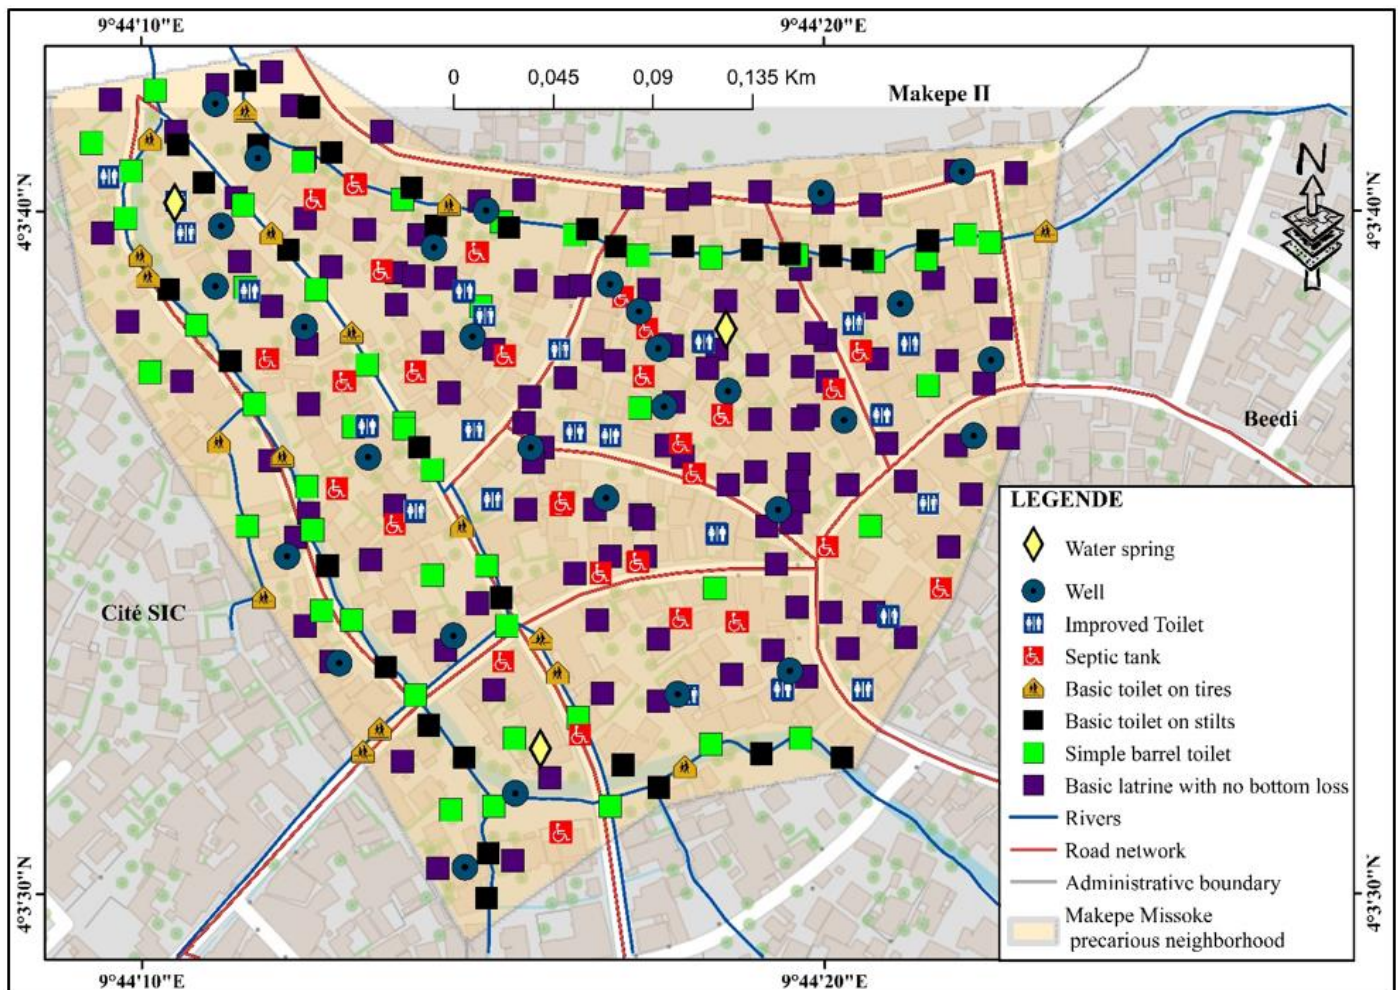 9°44'10"E
9°44'20"E
0
0,045
0,09
0,135 Km
Makepe II
N
4°3'40"N
4°3'40"N
Beedi
Cité SIC
LEGENDE
Water spring
Well
Improved Toilet
Septic tank
Basic toilet on tires
Basic toilet on stilts
Simple barrel toilet
Basic latrine with no bottom loss
Rivers
Road network
Administrative boundary
Makepe Missoke
precarious neighborhood
4°3'30"N
4°3'30"N
9°44'10"E
9°44'20"E